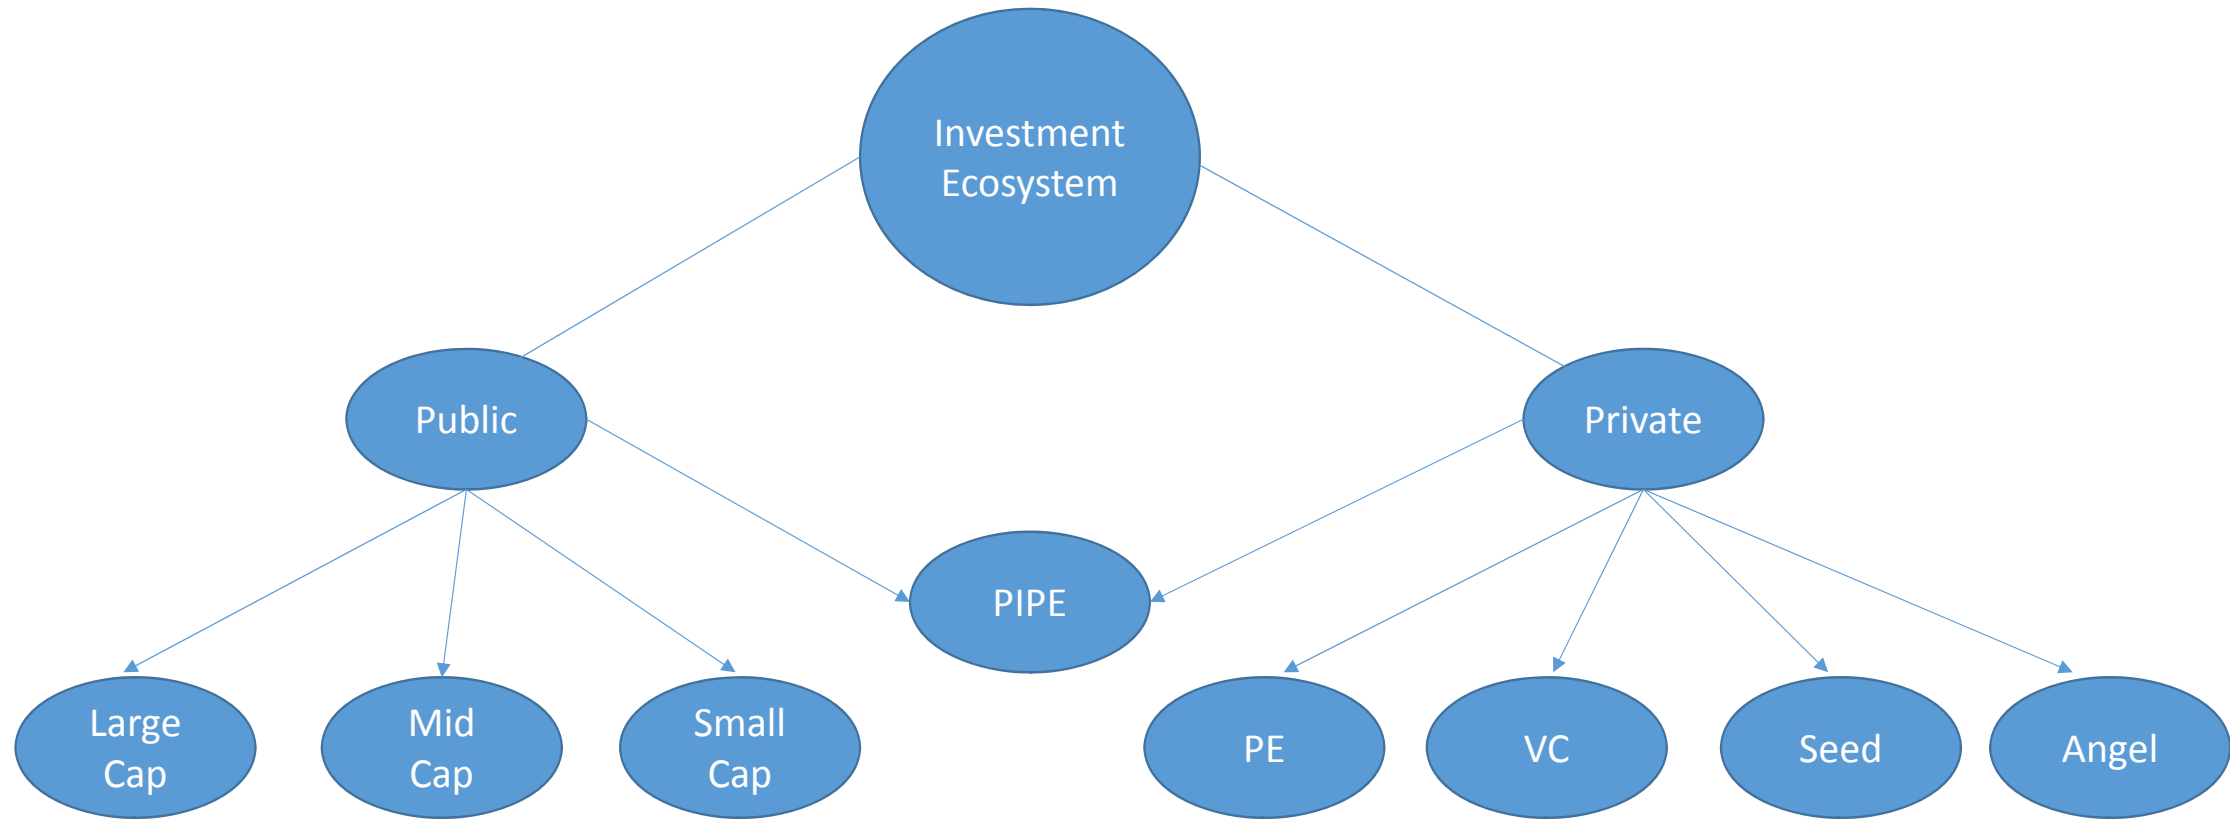 Investment
Ecosystem
Public
Private
PIPE
Large
Cap
Mid
Cap
Small
Cap
PE
VC
Seed
Angel